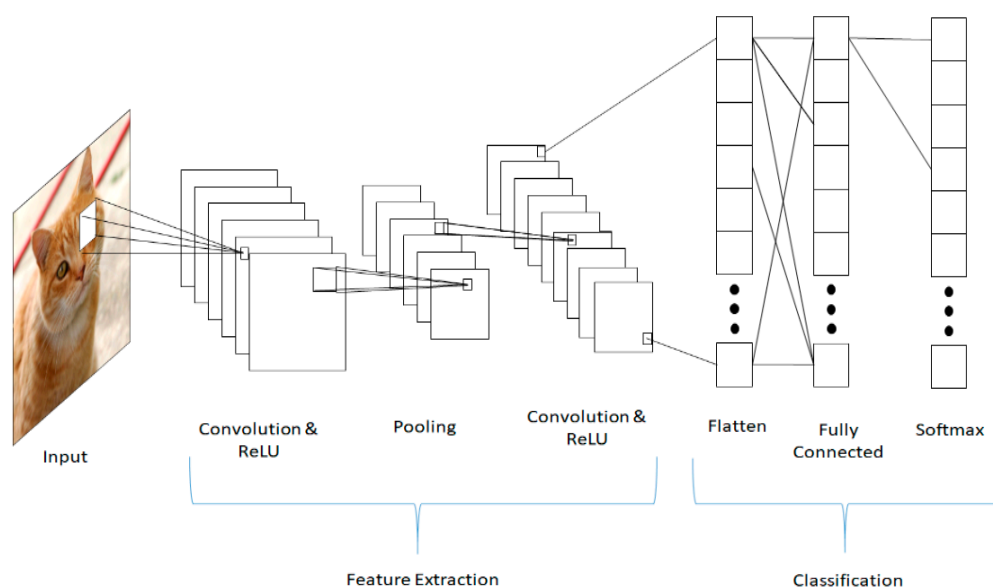 Input
Convolution &
ReLU
Pooling
Convolution &
ReLU
Flatten
Fully
Connected
Softmax
Feature Extraction
Classification